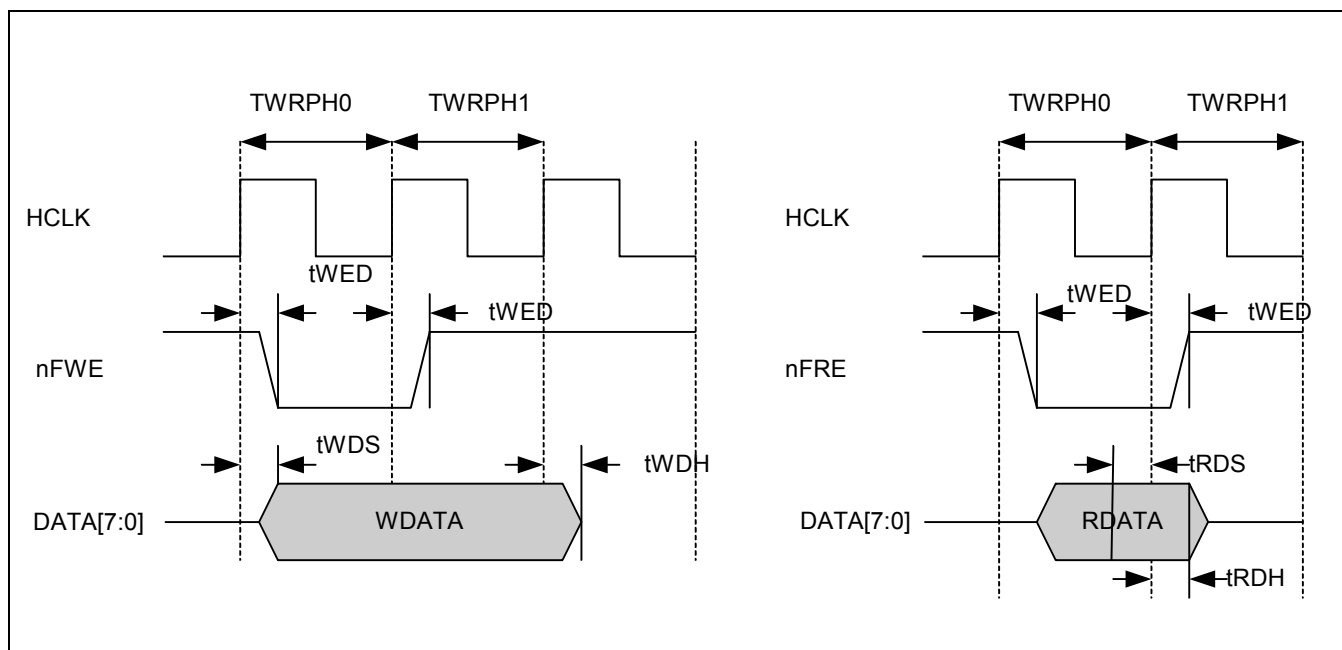 TWRPH0 TWRPH1 TWRPH0 TWRPH1
HCLK HCLK
tWED tWED
tWED tWED
nFWE nFRE
tWDS
tWDH tRDS
DATA[7:0] WDATA DATA[7:0] RDATA
tRDH